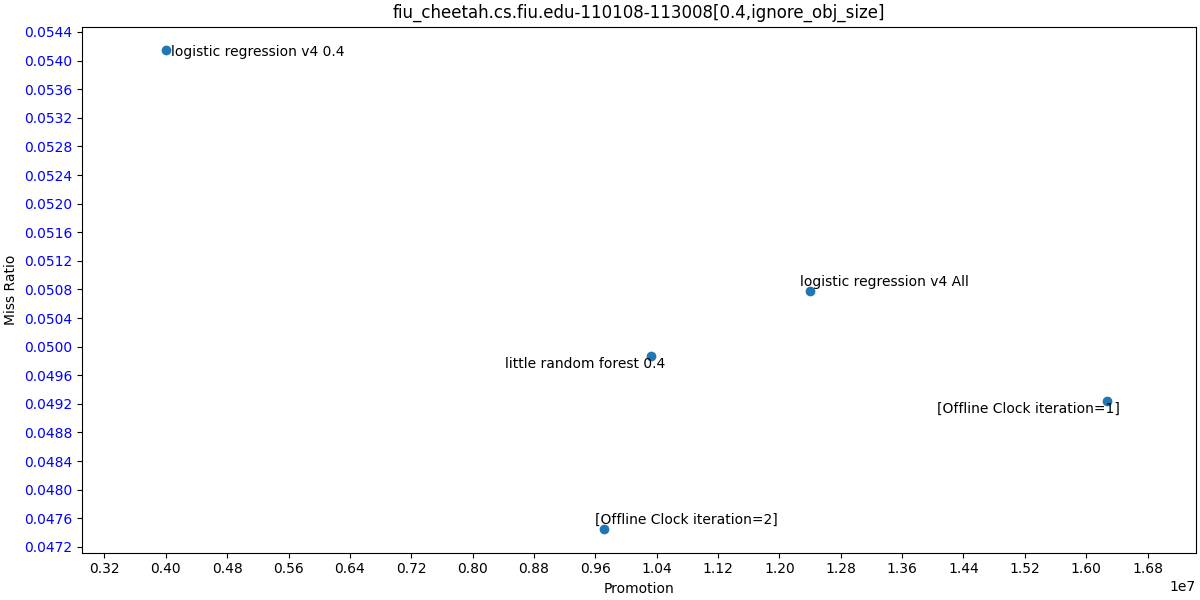 fiu_cheetah.cs.fiu.edu-110108-113008[0.4,ignore_obj_size]
0.0544
0.0540
0.0536
0.0532
0.0528
0.0524
0.0520
0.0516
0.0512
0.0508
0.0504
0.0500
0.0496
0.0492
0.0488
0.0484
0.0480
0.0476
0.0472
Miss Ratio
logistic regression v4 0.4
logistic regression v4 All
little random forest 0.4
[Offline Clock iteration=1]
[Offline Clock iteration=2]
0.32 0.40 0.48 0.56 0.64 0.72 0.80 0.88 0.96 1.04 1.12 1.20 1.28 1.36 1.44 1.52 1.60 1.68
1e7
Promotion